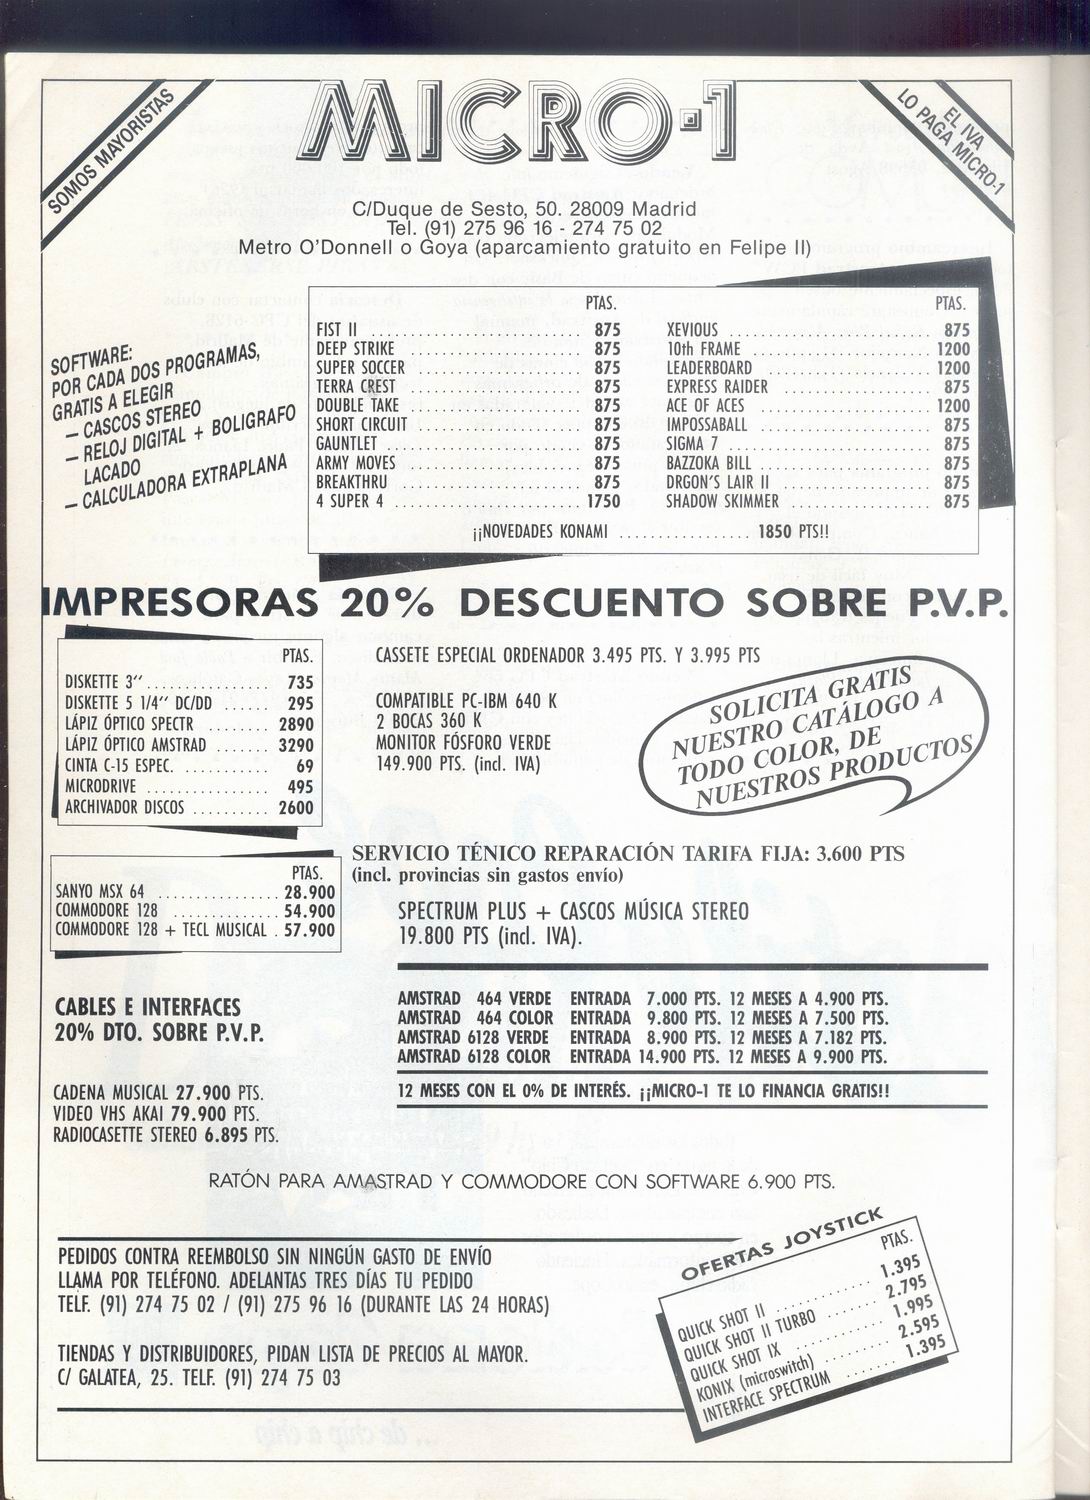 SOMOS MAYORISTAS
MICRO-1
EL IVA
LO PAGA MICRO-1
C/Duque de Sesto, 50. 28009 Madrid
Tel. (91) 275 96 16 - 274 75 02
Metro O'Donnell o Goya (aparcamiento gratuito en Felipe II)
SOFTWARE:
POR CADA DOS PROGRAMAS,
GRATIS A ELEGIR
— CASCOS STEREO
— RELOJ DIGITAL + BOLIGRAFO
LACADO
— CALCULADORA EXTRAPLANA
PTAS.
FIST II 875
DEEP STRIKE 875
SUPER SOCCER 875
TERRA CREST 875
DOUBLE TAKE 875
SHORT CIRCUIT 875
GAUNTLET 875
ARMY MOVES 875
BREAKTHRU 875
4 SUPER 4 1750
PTAS.
XEVIOUS 875
10th FRAME 1200
LEADERBOARD 1200
EXPRESS RAIDER 875
ACE OF ACES 1200
IMPOSSABALL 875
SIGMA 7 875
BAZZOKA BILL 875
DRGON'S LAIR II 875
SHADOW SKIMMER 875
¡¡NOVEDADES KONAMI 1850 PTS!!
IMPRESORAS 20% DESCUENTO SOBRE P.V.P.
PTAS.
DISKETTE 3'' 735
DISKETTE 5 1/4'' DC/DD 295
LÁPIZ ÓPTICO SPECTR 2890
LÁPIZ ÓPTICO AMSTRAD 3290
CINTA C-15 ESPEC. 69
MICRODRIVE 495
ARCHIVADOR DISCOS 2600
CASSETE ESPECIAL ORDENADOR 3.495 PTS. Y 3.995 PTS
COMPATIBLE PC-IBM 640 K
2 BOCAS 360 K
MONITOR FÓSFORO VERDE
149.900 PTS. (incl. IVA)
SOLICITA GRATIS
NUESTRO CATÁLOGO A
TODO COLOR, DE
NUESTROS PRODUCTOS
PTAS.
SANYO MSX 64 28.900
COMMODORE 128 54.900
COMMODORE 128 + TECL MUSICAL . 57.900
SERVICIO TÉCNICO REPARACIÓN TARIFA FIJA: 3.600 PTS
(incl. provincias sin gastos envío)
SPECTRUM PLUS + CASCOS MÚSICA STEREO
19.800 PTS (incl. IVA).
CABLES E INTERFACES
20% DTO. SOBRE P.V.P.
AMSTRAD 464 VERDE ENTRADA 7.000 PTS. 12 MESES A 4.900 PTS.
AMSTRAD 464 COLOR ENTRADA 9.800 PTS. 12 MESES A 7.500 PTS.
AMSTRAD 6128 VERDE ENTRADA 8.900 PTS. 12 MESES A 7.182 PTS.
AMSTRAD 6128 COLOR ENTRADA 14.900 PTS. 12 MESES A 9.900 PTS.
12 MESES CON EL 0% DE INTERÉS. ¡¡MICRO-1 TE LO FINANCIA GRATIS!!
CADENA MUSICAL 27.900 PTS.
VIDEO VHS AKAI 79.900 PTS.
RADIOCASETTE STEREO 6.895 PTS.
RATÓN PARA AMASTRAD Y COMMODORE CON SOFTWARE 6.900 PTS.
PEDIDOS CONTRA REEMBOLSO SIN NINGÚN GASTO DE ENVÍO
LLAMA POR TELÉFONO. ADELANTAS TRES DÍAS TU PEDIDO
TELF. (91) 274 75 02 / (91) 275 96 16 (DURANTE LAS 24 HORAS)
TIENDAS Y DISTRIBUIDORES, PIDAN LISTA DE PRECIOS AL MAYOR.
C/ GALATEA, 25. TELF. (91) 274 75 03
OFERTAS JOYSTICK
PTAS.
QUICK SHOT II 1.395
QUICK SHOT II TURBO 2.795
QUICK SHOT IX 1.995
KONIX (microswitch) 2.595
INTERFACE SPECTRUM 1.395